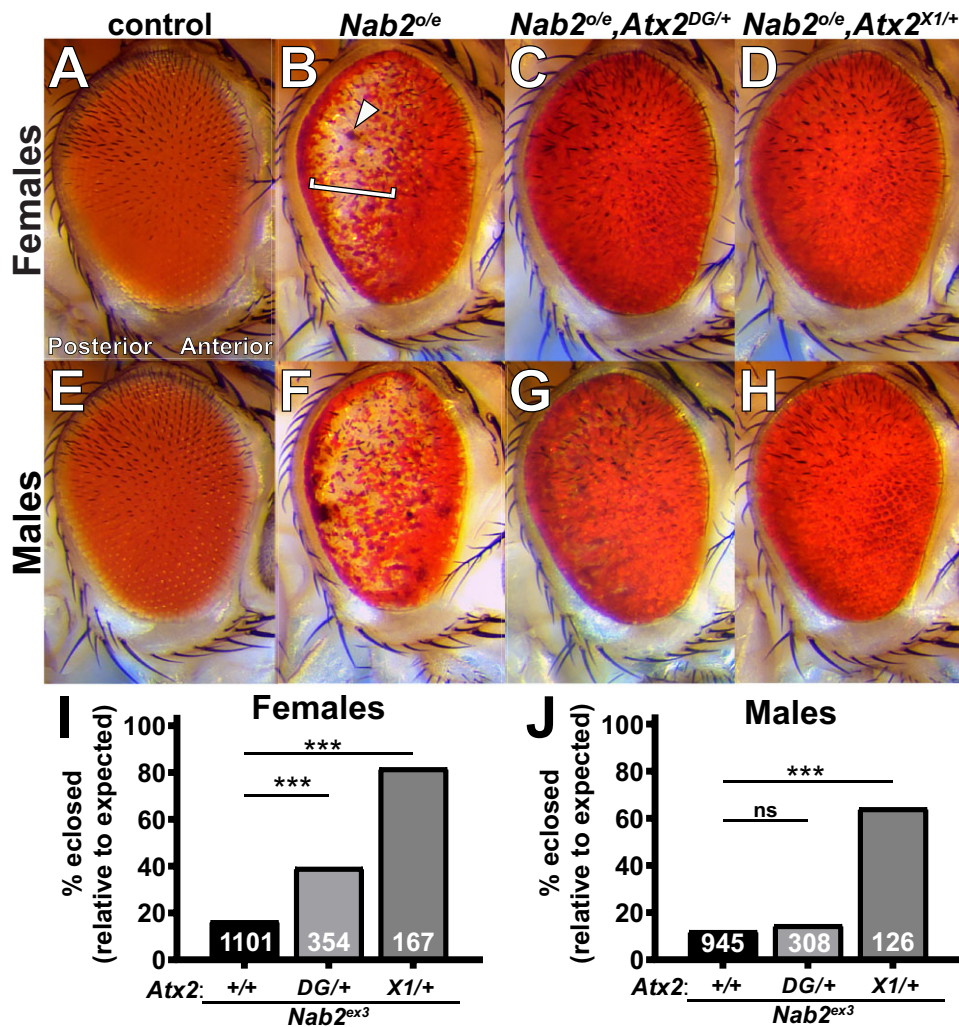 control Nab2o/e Nab2o/e,Atx2DG/+ Nab2o/e,Atx2X1/+
Females
A B C D
Posterior Anterior
Males
E F G H
I Females
% eclosed
(relative to expected)
100
80
60
40
20
0
***
***
1101 354 167
Atx2: +/+ DG/+ X1/+
Nab2ex3
J Males
% eclosed
(relative to expected)
100
80
60
40
20
0
***
ns
945 308 126
+/+ DG/+ X1/+
Nab2ex3